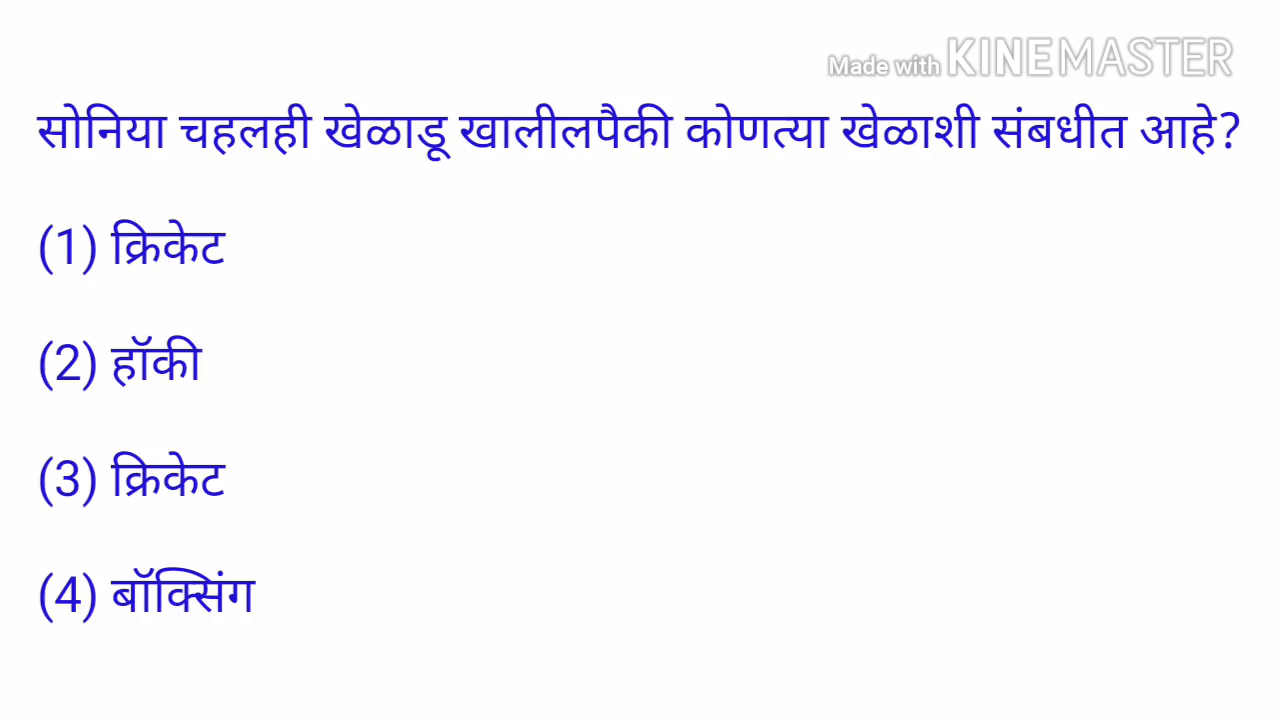 Made with KINEMASTER
सोनिया चहलही खेळाडू खालीलपैकी कोणत्या खेळाशी संबधीत आहे?
(1) क्रिकेट
(2) हॉकी
(3) क्रिकेट
(4) बॉक्सिंग